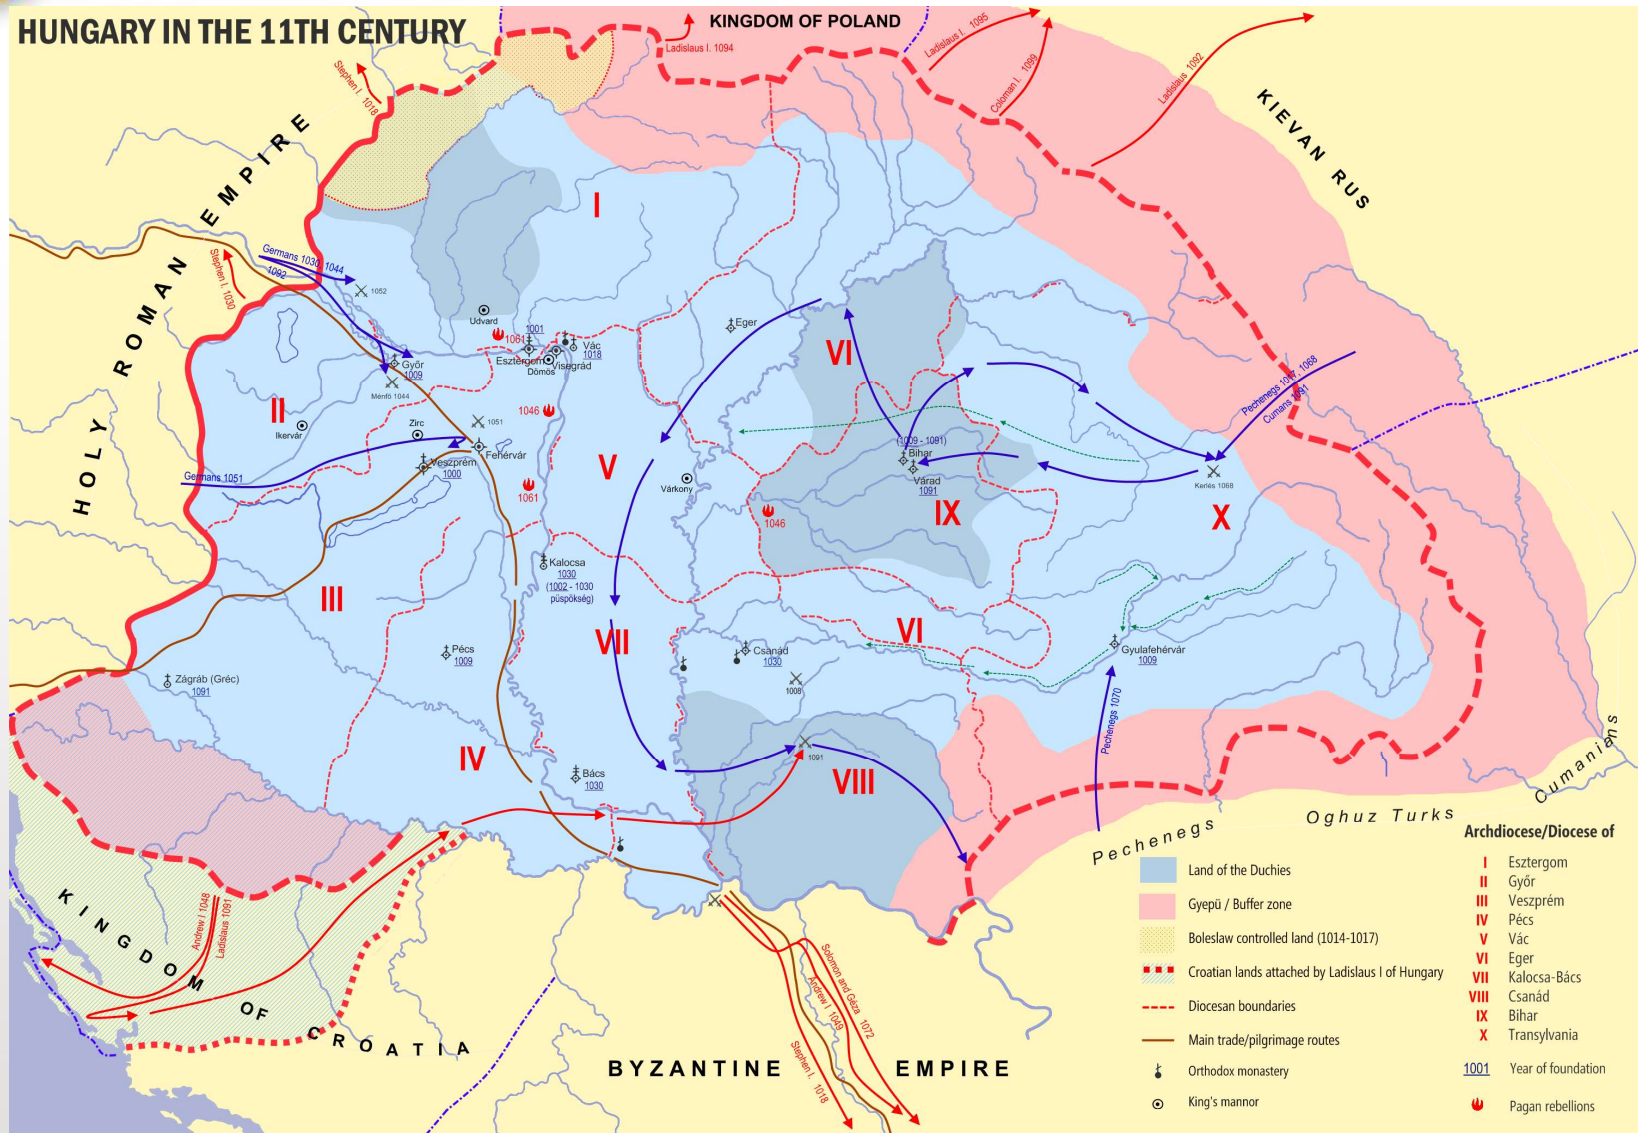 HUNGARY IN THE 11TH CENTURY
KINGDOM OF POLAND
Ladislaus I. 1094
Ladislaus I. 1095
Coloman I. 1099
Ladislaus 1092
KIEVAN RUS
Stephen I. 1018
HOLY ROMAN EMPIRE
Stephen I. 1030
Germans 1030, 1044
1092
1052
I
Udvard
1061
1001
Esztergom
Dömös
Visegrád
Vác
1018
Eger
Győr
1009
Ménfő 1044
II
Ikervár
Zirc
1051
Fehérvár
1046
Veszprém
1000
Germans 1051
1061
V
Várkony
VI
(1009 - 1091)
Bihar
Várad
1091
IX
1046
Pechenegs 1017, 1068
Cumans 1091
Kerlés 1068
X
Kalocsa
1030
(1002 - 1030
püspökség)
III
VII
VI
Pécs
1009
Csanád
1030
1008
Gyulafehérvár
1009
Zágráb (Gréc)
1091
IV
Bács
1030
1091
VIII
Pechenegs 1070
Cumanians
Oghuz Turks
Pechenegs
KINGDOM OF CROATIA
Andrew I 1048
Ladislaus 1091
Solomon and Géza 1072
Andrew I 1049
Stephen I. 1018
BYZANTINE EMPIRE
Land of the Duchies
Gyepü / Buffer zone
Boleslaw controlled land (1014-1017)
Croatian lands attached by Ladislaus I of Hungary
Diocesan boundaries
Main trade/pilgrimage routes
Orthodox monastery
King's mannor
Archdiocese/Diocese of
I Esztergom
II Győr
III Veszprém
IV Pécs
V Vác
VI Eger
VII Kalocsa-Bács
VIII Csanád
IX Bihar
X Transylvania
1001 Year of foundation
Pagan rebellions